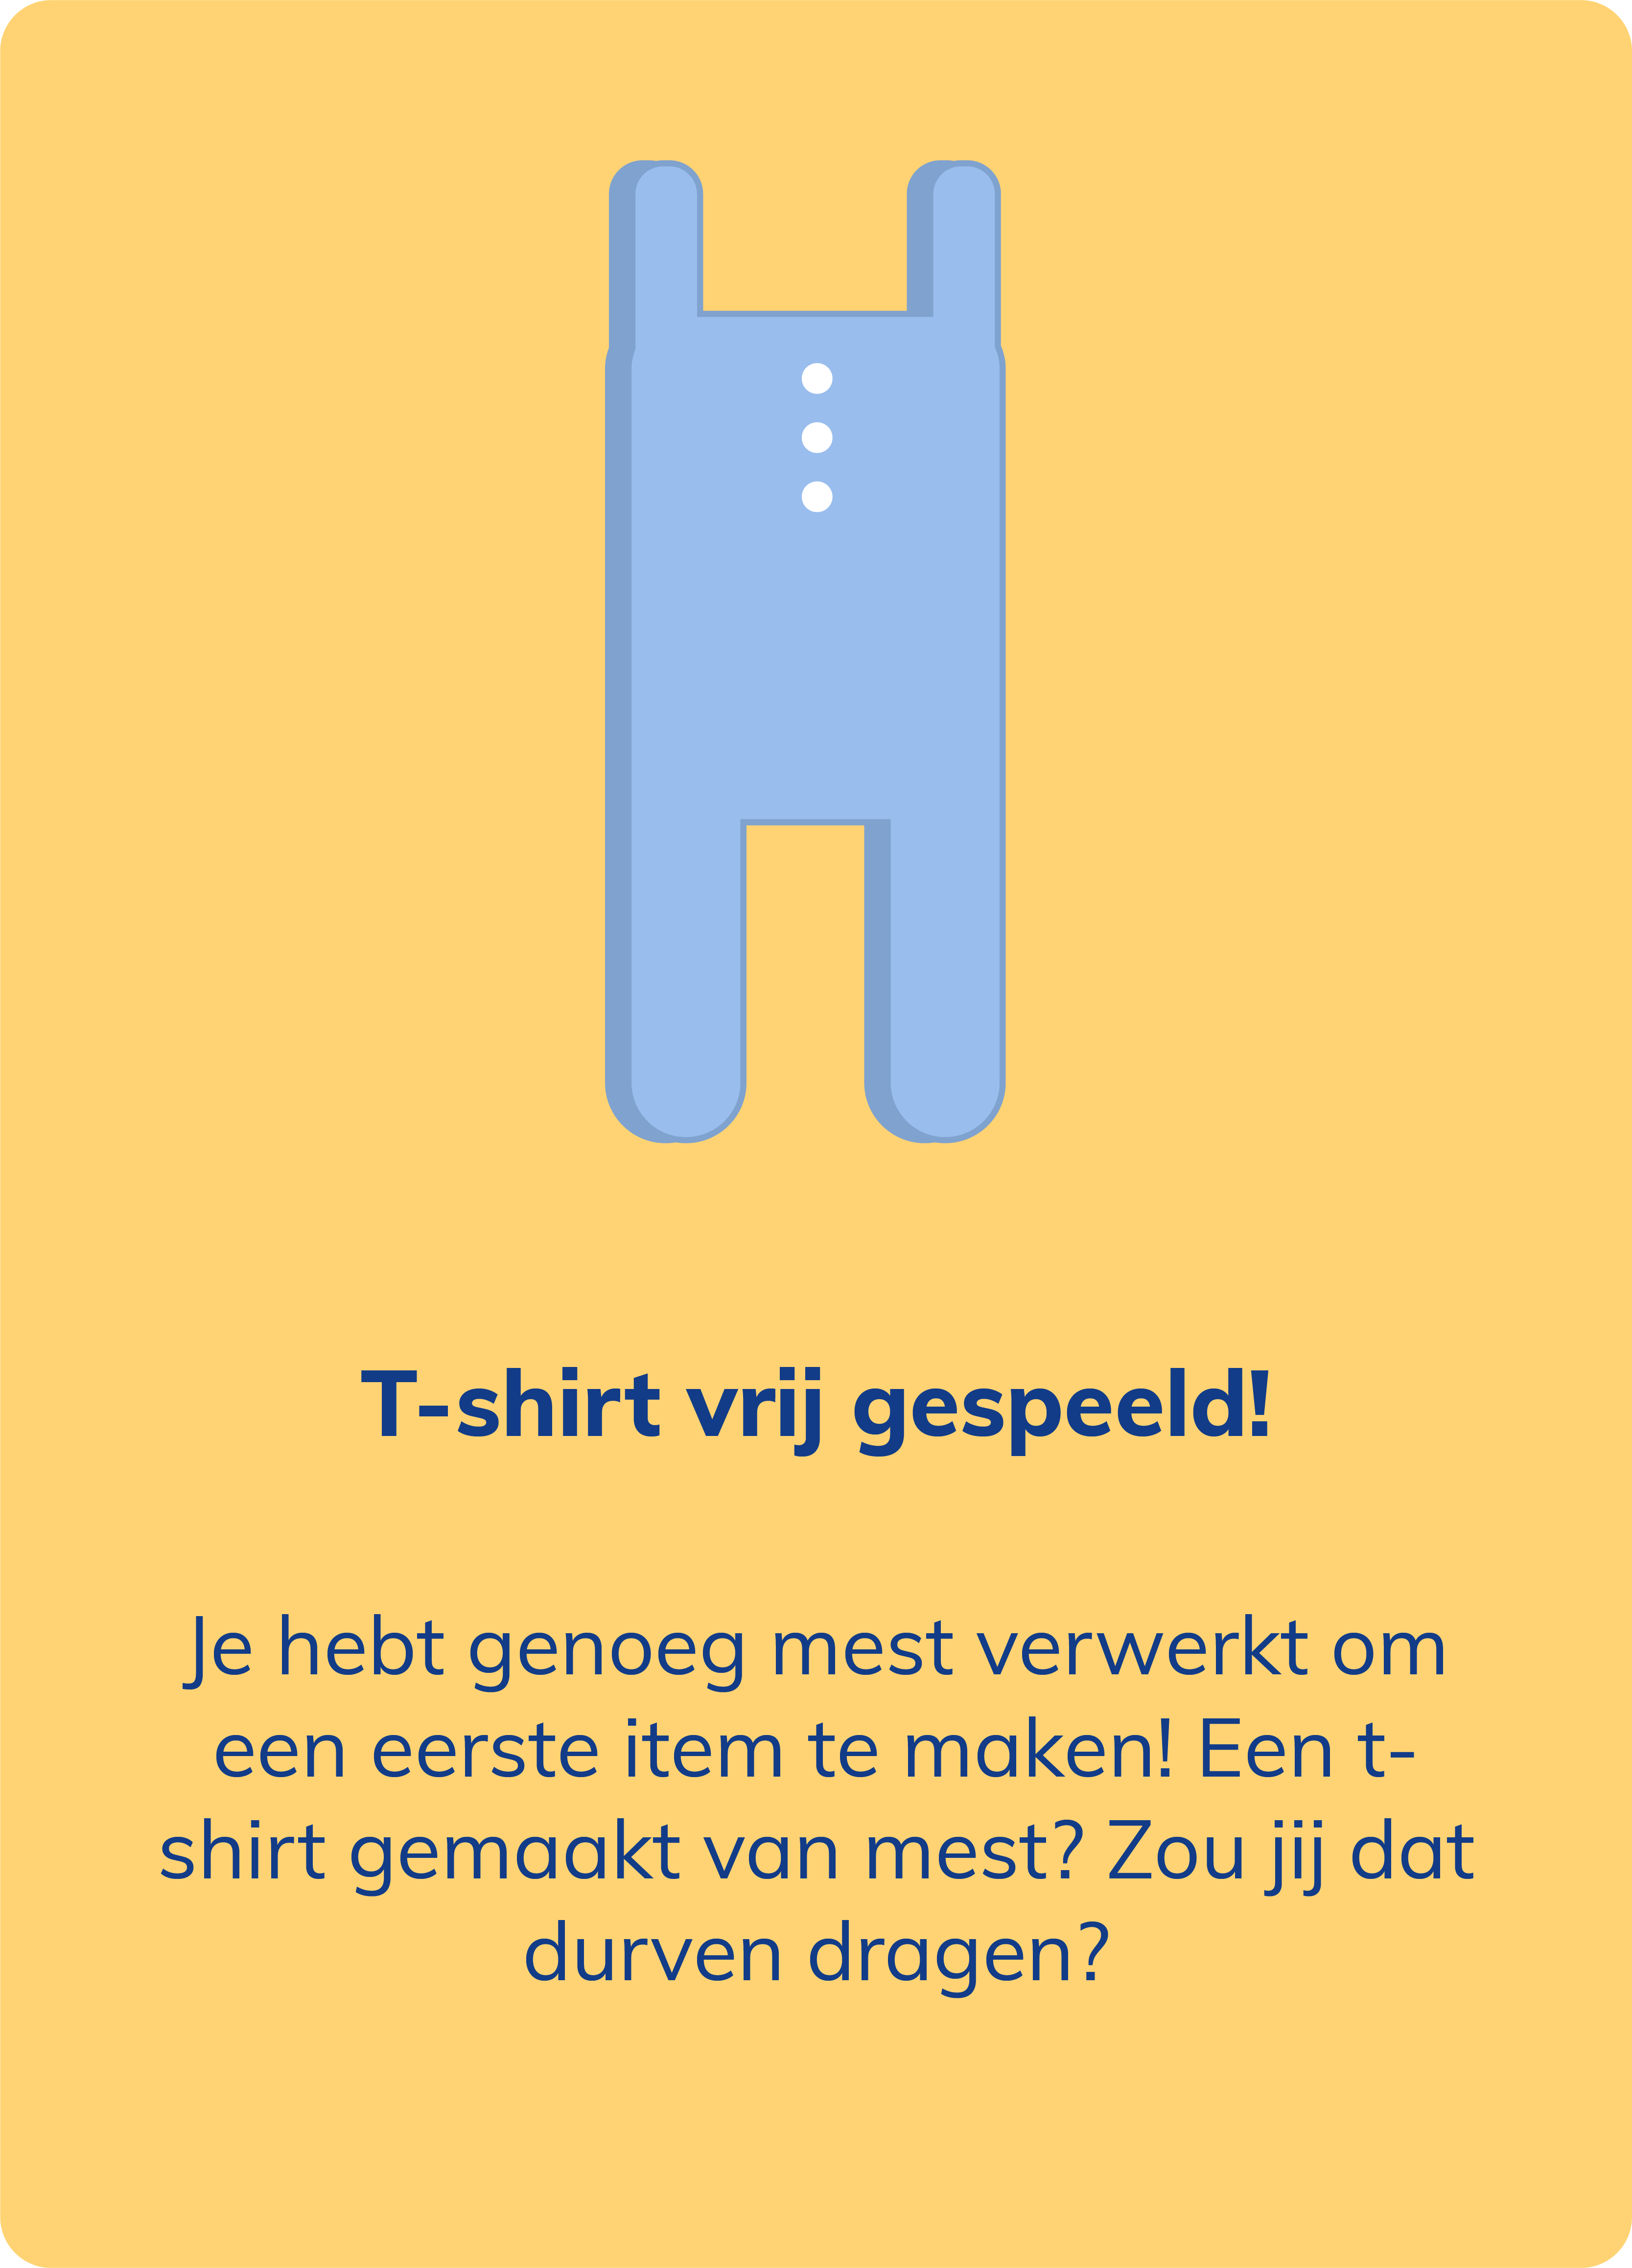 T-shirt vrij gespeeld!
Je hebt genoeg mest verwerkt om
een eerste item te maken! Een t-
shirt gemaakt van mest? Zou jij dat
durven dragen?